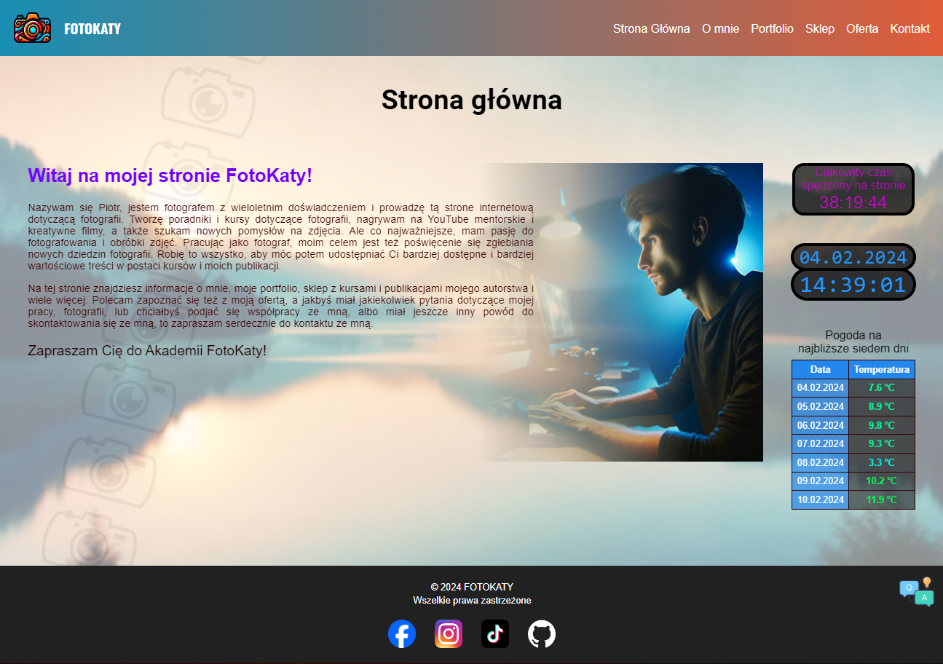 FOTOKATY
Strona Główna O mnie Portfolio Sklep Oferta Kontakt
Strona główna
Witaj na mojej stronie FotoKaty!
Nazywam się Piotr, jestem fotografem z wieloletnim doświadczeniem i prowadzę tą strone internetową
dotyczącą fotografii. Tworzę poradniki i kursy dotyczące fotografii, nagrywam na YouTube mentorskie i
kreatywne filmy, a także szukam nowych pomysłów na zdjęcia. Ale co najważniejsze, mam pasję do
fotografowania i obróbki zdjęć. Pracując jako fotograf, moim celem jest też poświęcenie się zgłębiania
nowych dziedzin fotografii. Robię to wszystko, aby móc potem udostępniać Ci bardziej dostępne i bardziej
wartościowe treści w postaci kursów i moich publikacji.
Na tej stronie znajdziesz informacje o mnie, moje portfolio, sklep z kursami i publikacjami mojego autorstwa i
wiele więcej. Polecam zapoznać się też z moją ofertą, a jakbyś miał jakiekolwiek pytania dotyczące mojej
pracy, fotografii, lub chciałbyś podjąć się współpracy ze mną, albo miał jeszcze inny powód do
skontaktowania się ze mną, to zapraszam serdecznie do kontaktu ze mną.
Zapraszam Cię do Akademii FotoKaty!
Całkowity czas
spędzony na stronie
38:19:44
04.02.2024
14:39:01
Pogoda na
najbliższe siedem dni
Data Temperatura
04.02.2024 7.6 °C
05.02.2024 8.9 °C
06.02.2024 9.8 °C
07.02.2024 9.3 °C
08.02.2024 3.3 °C
09.02.2024 10.2 °C
10.02.2024 11.9 °C
© 2024 FOTOKATY
Wszelkie prawa zastrzeżone
Q
A